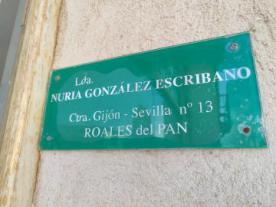 Lda.
NURIA GONZÁLEZ ESCRIBANO
Ctra. Gijón - Sevilla nº 13
ROALES del PAN